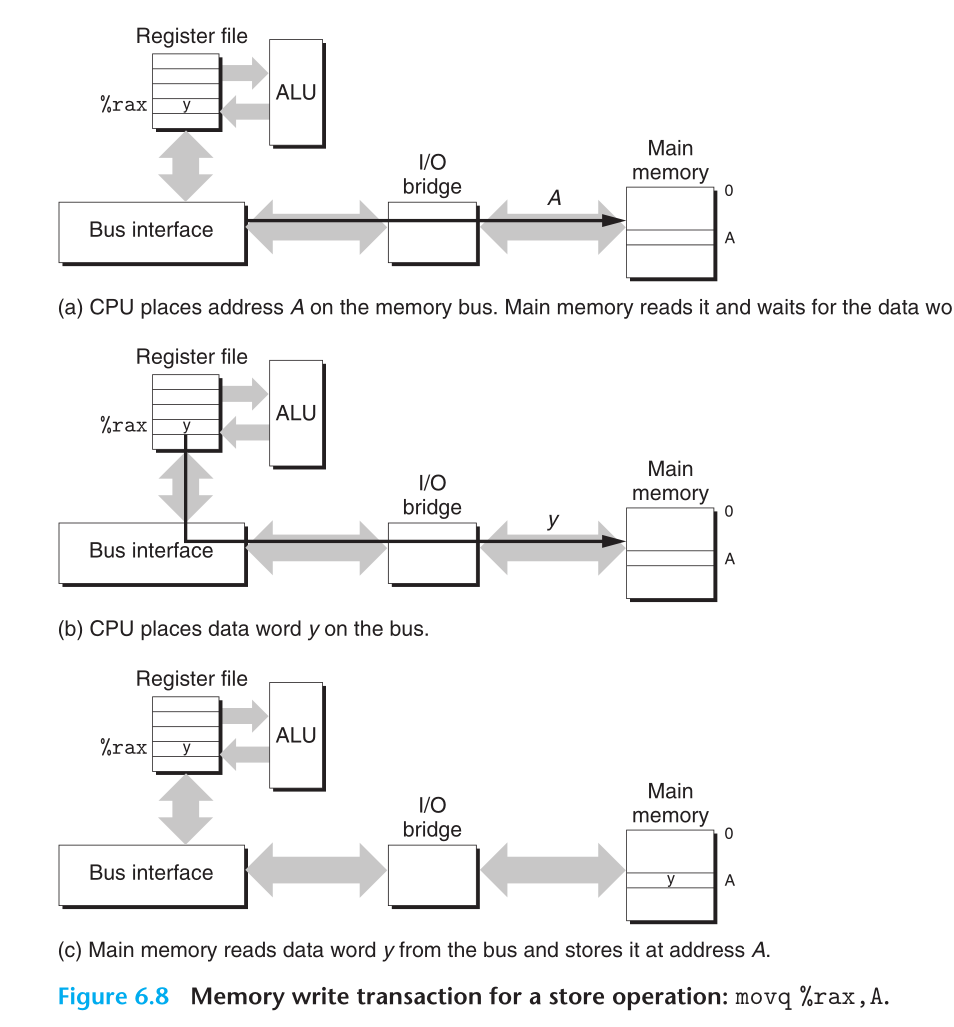 Register file
ALU
%rax
y
Main
memory
I/O
bridge
0
A
Bus interface
A
(a) CPU places address A on the memory bus. Main memory reads it and waits for the data wo
Register file
ALU
%rax
y
Main
memory
I/O
bridge
0
y
Bus interface
A
(b) CPU places data word y on the bus.
Register file
ALU
%rax
y
Main
memory
I/O
bridge
0
Bus interface
y
A
(c) Main memory reads data word y from the bus and stores it at address A.
Figure 6.8 Memory write transaction for a store operation: movq %rax,A.